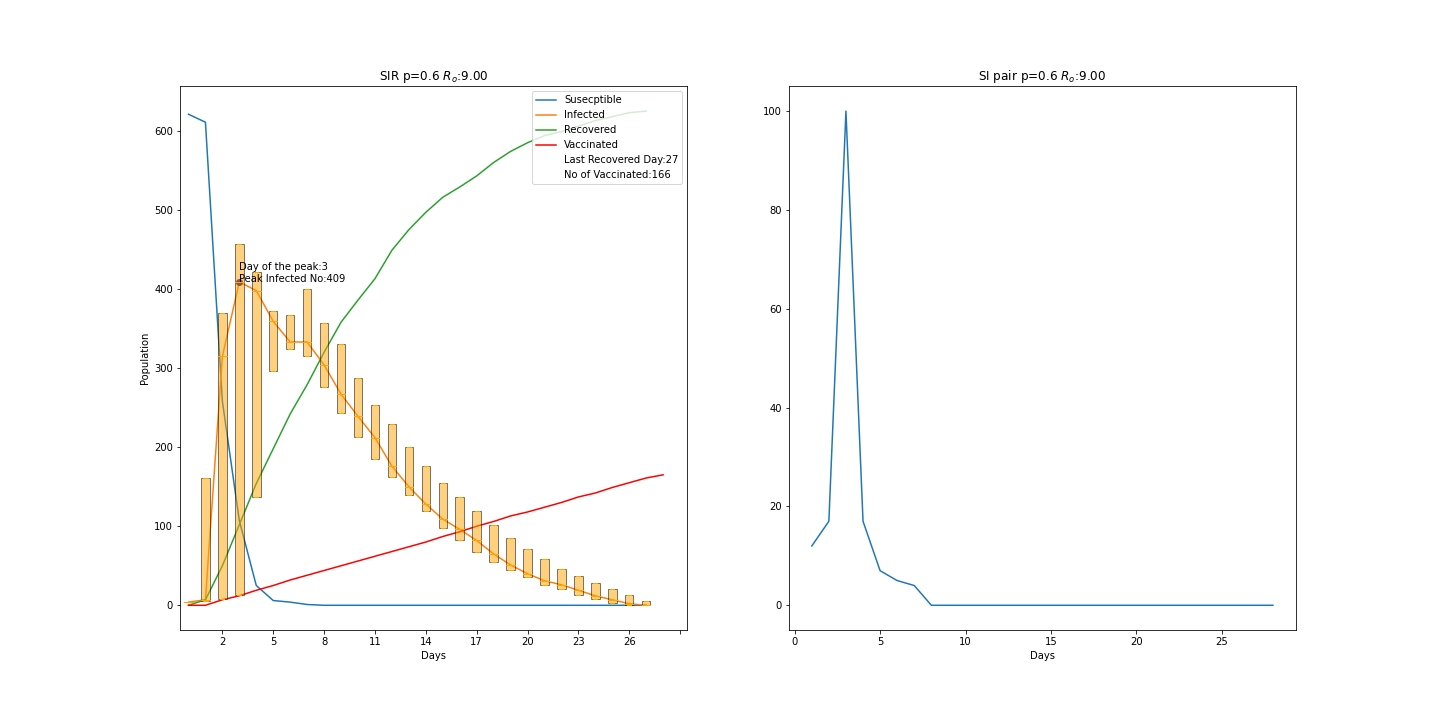 SIR p=0.6 Rₒ:9.00
Susecptible
Infected
Recovered
Vaccinated
Last Recovered Day:27
No of Vaccinated:166
Day of the peak:3
Peak Infected No:409
Population
600
500
400
300
200
100
0
2 5 8 11 14 17 20 23 26
Days
SI pair p=0.6 Rₒ:9.00
100
80
60
40
20
0
0 5 10 15 20 25
Days